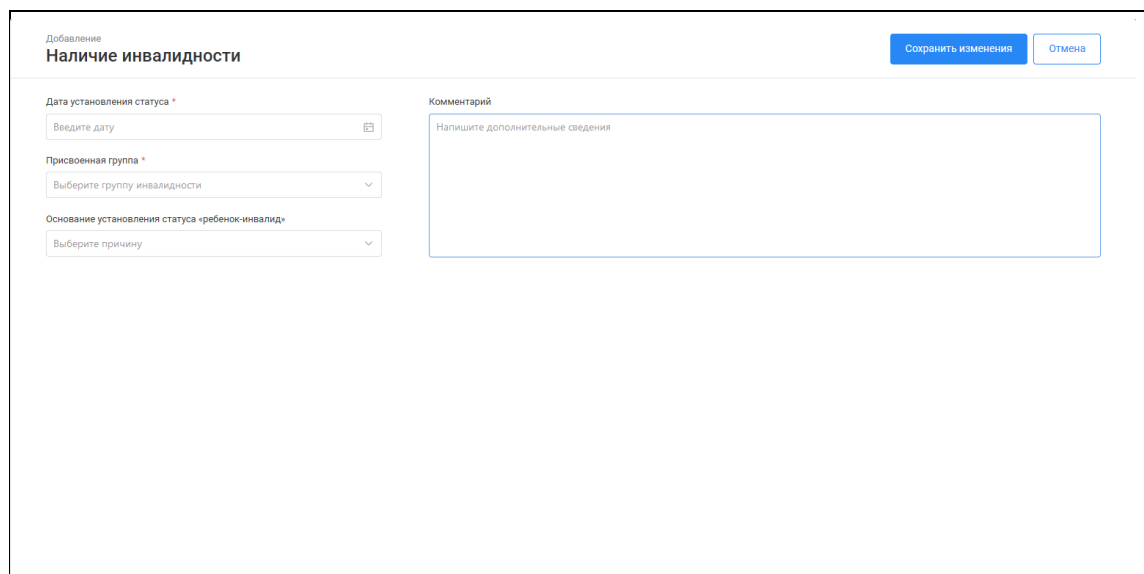 Добавление
Наличие инвалидности
Сохранить изменения
Отмена
Дата установления статуса *
Введите дату
Присвоенная группа *
Выберите группу инвалидности
Основание установления статуса «ребенок-инвалид»
Выберите причину
Комментарий
Напишите дополнительные сведения